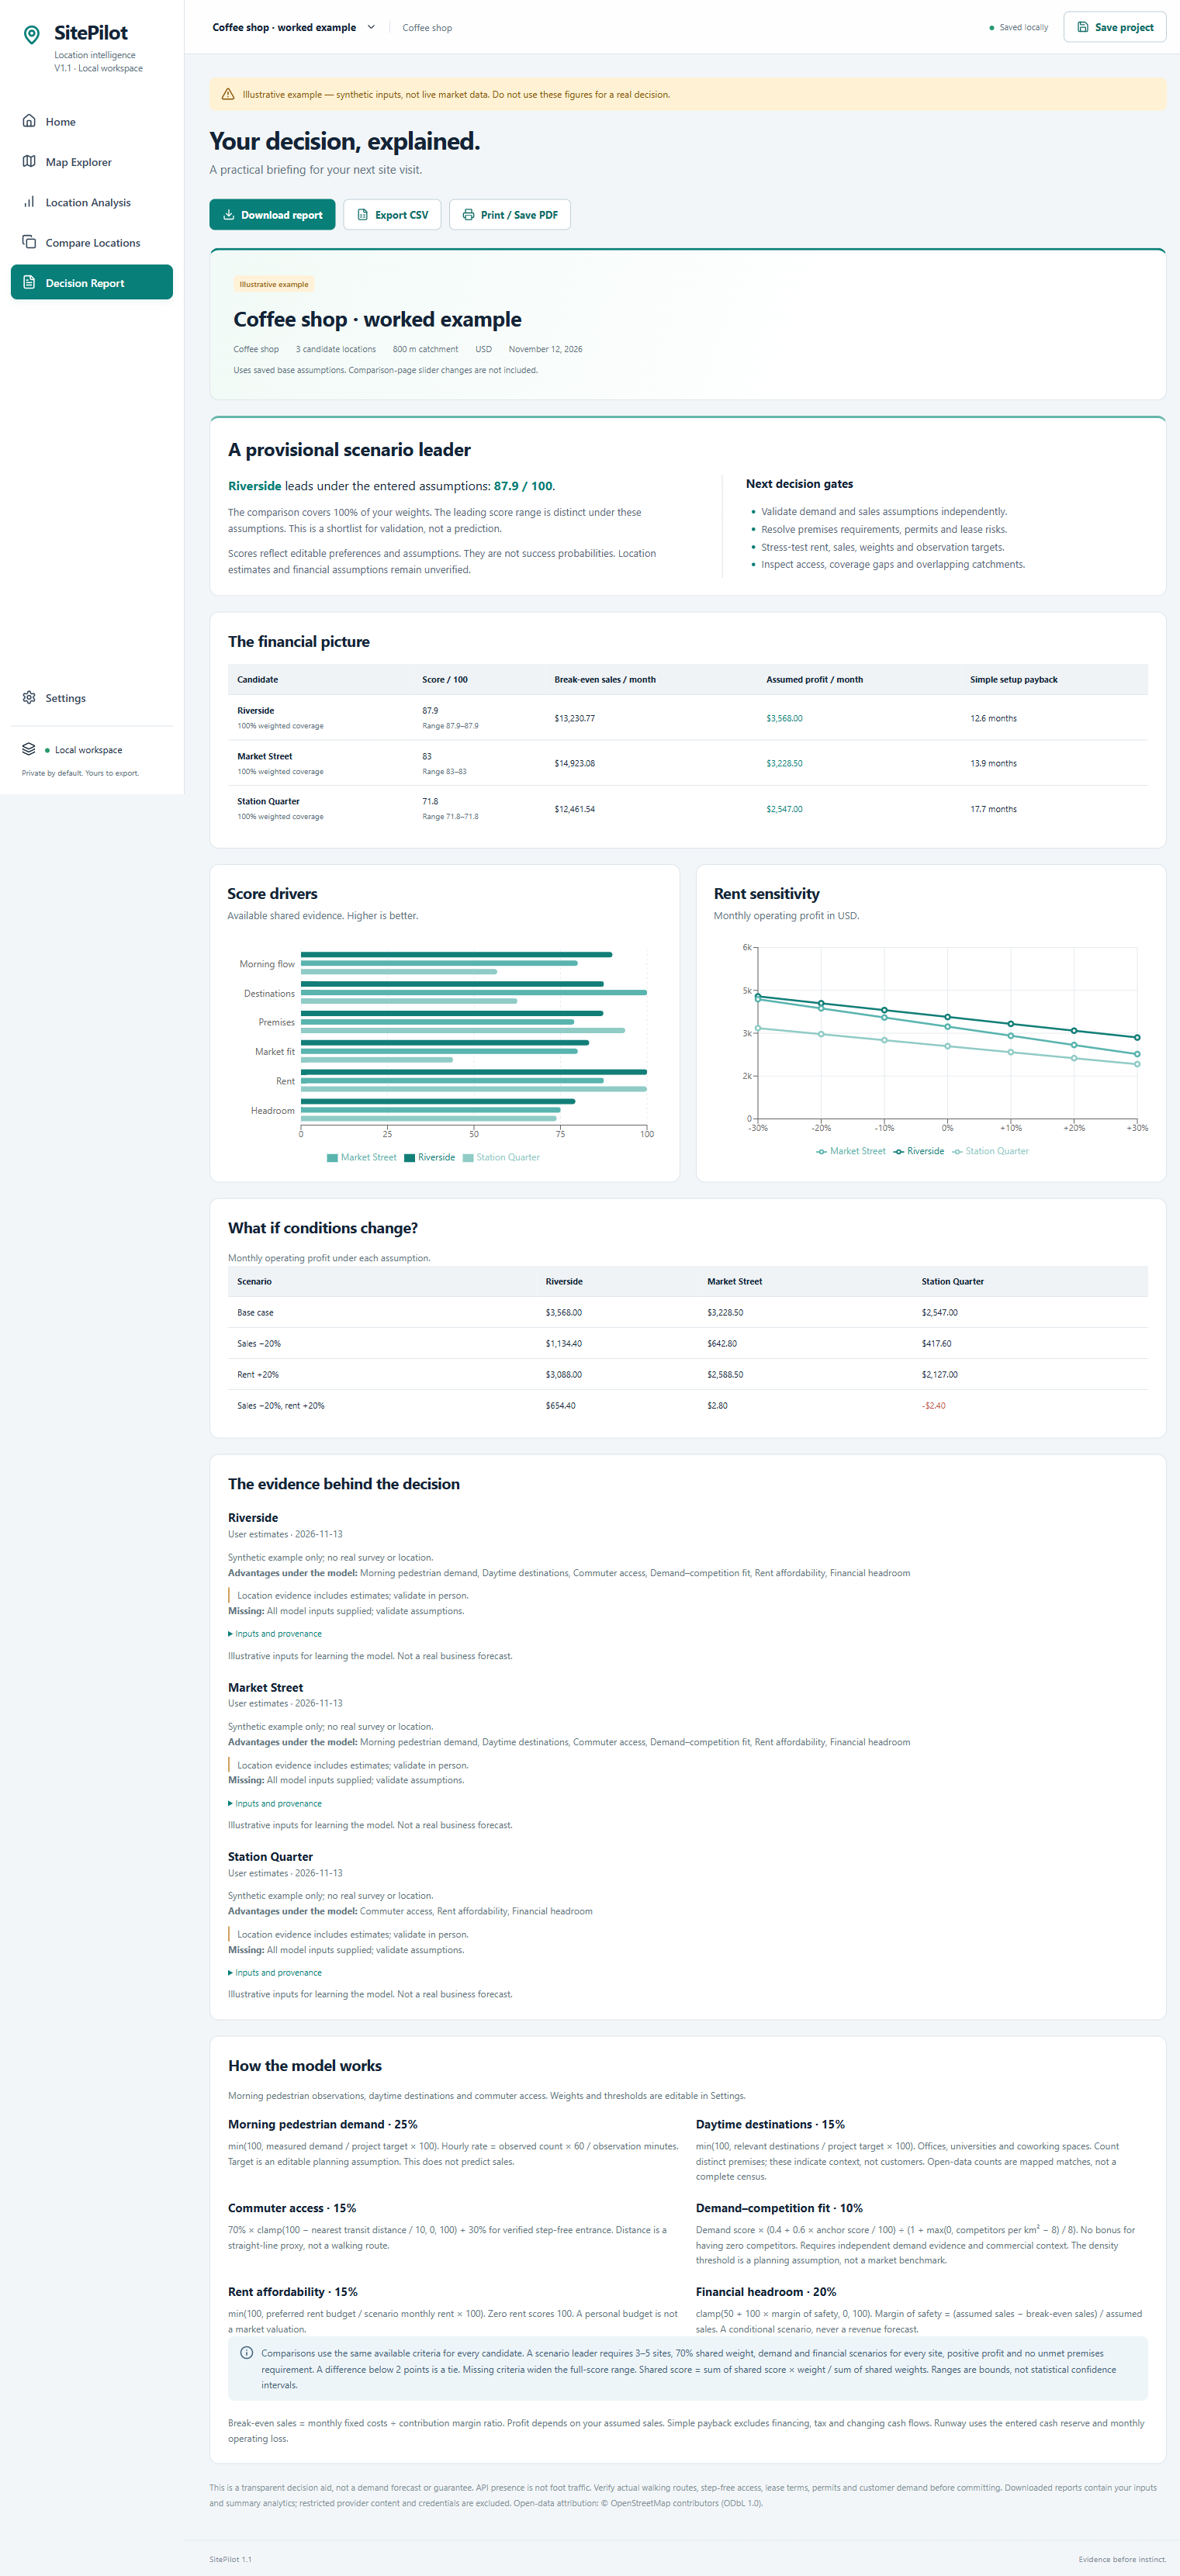 SitePilot
Location intelligence
V1.1 · Local workspace
Home
Map Explorer
Location Analysis
Compare Locations
Decision Report
Settings
Local workspace
Private by default. Yours to export.
Coffee shop · worked example
Coffee shop
Saved locally
Save project
Illustrative example — synthetic inputs, not live market data. Do not use these figures for a real decision.
Your decision, explained.
A practical briefing for your next site visit.
Download report
Export CSV
Print / Save PDF
Illustrative example
Coffee shop · worked example
Coffee shop 3 candidate locations 800 m catchment USD November 12, 2026
Uses saved base assumptions. Comparison-page slider changes are not included.
A provisional scenario leader
Riverside leads under the entered assumptions: 87.9 / 100.
The comparison covers 100% of your weights. The leading score range is distinct under these
assumptions. This is a shortlist for validation, not a prediction.
Scores reflect editable preferences and assumptions. They are not success probabilities. Location
estimates and financial assumptions remain unverified.
Next decision gates
Validate demand and sales assumptions independently.
Resolve premises requirements, permits and lease risks.
Stress-test rent, sales, weights and observation targets.
Inspect access, coverage gaps and overlapping catchments.
The financial picture
Candidate Score / 100 Break-even sales / month Assumed profit / month Simple setup payback
Riverside 87.9
100% weighted coverage Range 87.9–87.9 $13,230.77 $3,568.00 12.6 months
Market Street 83
100% weighted coverage Range 83–83 $14,923.08 $3,228.50 13.9 months
Station Quarter 71.8
100% weighted coverage Range 71.8–71.8 $12,461.54 $2,547.00 17.7 months
Score drivers
Available shared evidence. Higher is better.
Morning flow
Destinations
Premises
Market fit
Rent
Headroom
0 25 50 75 100
Market Street Riverside Station Quarter
Rent sensitivity
Monthly operating profit in USD.
6k
5k
3k
2k
0
-30% -20% -10% 0% +10% +20% +30%
Market Street Riverside Station Quarter
What if conditions change?
Monthly operating profit under each assumption.
Scenario Riverside Market Street Station Quarter
Base case $3,568.00 $3,228.50 $2,547.00
Sales −20% $1,134.40 $642.80 $417.60
Rent +20% $3,088.00 $2,588.50 $2,127.00
Sales −20%, rent +20% $654.40 $2.80 -$2.40
The evidence behind the decision
Riverside
User estimates · 2026-11-13
Synthetic example only; no real survey or location.
Advantages under the model: Morning pedestrian demand, Daytime destinations, Commuter access, Demand–competition fit, Rent affordability, Financial headroom
Location evidence includes estimates; validate in person.
Missing: All model inputs supplied; validate assumptions.
Inputs and provenance
Illustrative inputs for learning the model. Not a real business forecast.
Market Street
User estimates · 2026-11-13
Synthetic example only; no real survey or location.
Advantages under the model: Morning pedestrian demand, Daytime destinations, Commuter access, Demand–competition fit, Rent affordability, Financial headroom
Location evidence includes estimates; validate in person.
Missing: All model inputs supplied; validate assumptions.
Inputs and provenance
Illustrative inputs for learning the model. Not a real business forecast.
Station Quarter
User estimates · 2026-11-13
Synthetic example only; no real survey or location.
Advantages under the model: Commuter access, Rent affordability, Financial headroom
Location evidence includes estimates; validate in person.
Missing: All model inputs supplied; validate assumptions.
Inputs and provenance
Illustrative inputs for learning the model. Not a real business forecast.
How the model works
Morning pedestrian observations, daytime destinations and commuter access. Weights and thresholds are editable in Settings.
Morning pedestrian demand · 25%
min(100, measured demand / project target × 100). Hourly rate = observed count × 60 / observation minutes.
Target is an editable planning assumption. This does not predict sales.
Daytime destinations · 15%
min(100, relevant destinations / project target × 100). Offices, universities and coworking spaces. Count
distinct premises; these indicate context, not customers. Open-data counts are mapped matches, not a
complete census.
Commuter access · 15%
70% × clamp(100 − nearest transit distance / 10, 0, 100) + 30% for verified step-free entrance. Distance is a
straight-line proxy, not a walking route.
Demand–competition fit · 10%
Demand score × (0.4 + 0.6 × anchor score / 100) ÷ (1 + max(0, competitors per km² − 8) / 8). No bonus for
having zero competitors. Requires independent demand evidence and commercial context. The density
threshold is a planning assumption, not a market benchmark.
Rent affordability · 15%
min(100, preferred rent budget / scenario monthly rent × 100). Zero rent scores 100. A personal budget is not
a market valuation.
Financial headroom · 20%
clamp(50 + 100 × margin of safety, 0, 100). Margin of safety = (assumed sales − break-even sales) / assumed
sales. A conditional scenario, never a revenue forecast.
Comparisons use the same available criteria for every candidate. A scenario leader requires 3–5 sites, 70% shared weight, demand and financial scenarios for every site, positive profit and no unmet premises
requirement. A difference below 2 points is a tie. Missing criteria widen the full-score range. Shared score = sum of shared score × weight / sum of shared weights. Ranges are bounds, not statistical confidence
intervals.
Break-even sales = monthly fixed costs ÷ contribution margin ratio. Profit depends on your assumed sales. Simple payback excludes financing, tax and changing cash flows. Runway uses the entered cash reserve and monthly
operating loss.
This is a transparent decision aid, not a demand forecast or guarantee. API presence is not foot traffic. Verify actual walking routes, step-free access, lease terms, permits and customer demand before committing. Downloaded reports contain your inputs
and summary analytics; restricted provider content and credentials are excluded. Open-data attribution: © OpenStreetMap contributors (ODbL 1.0).
SitePilot 1.1
Evidence before instinct.